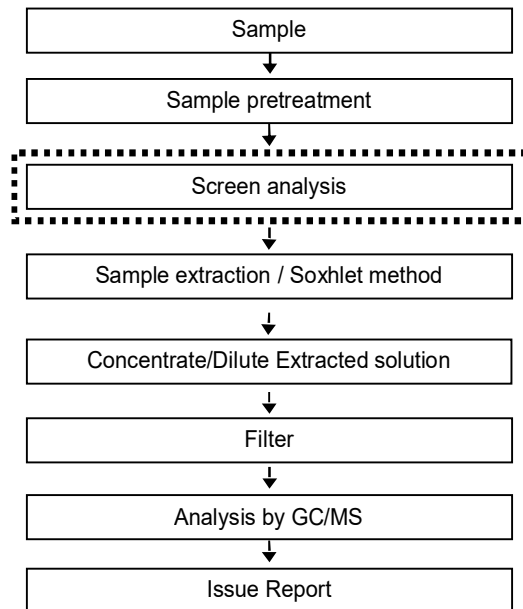 Sample
Sample pretreatment
Screen analysis
Sample extraction / Soxhlet method
Concentrate/Dilute Extracted solution
Filter
Analysis by GC/MS
Issue Report